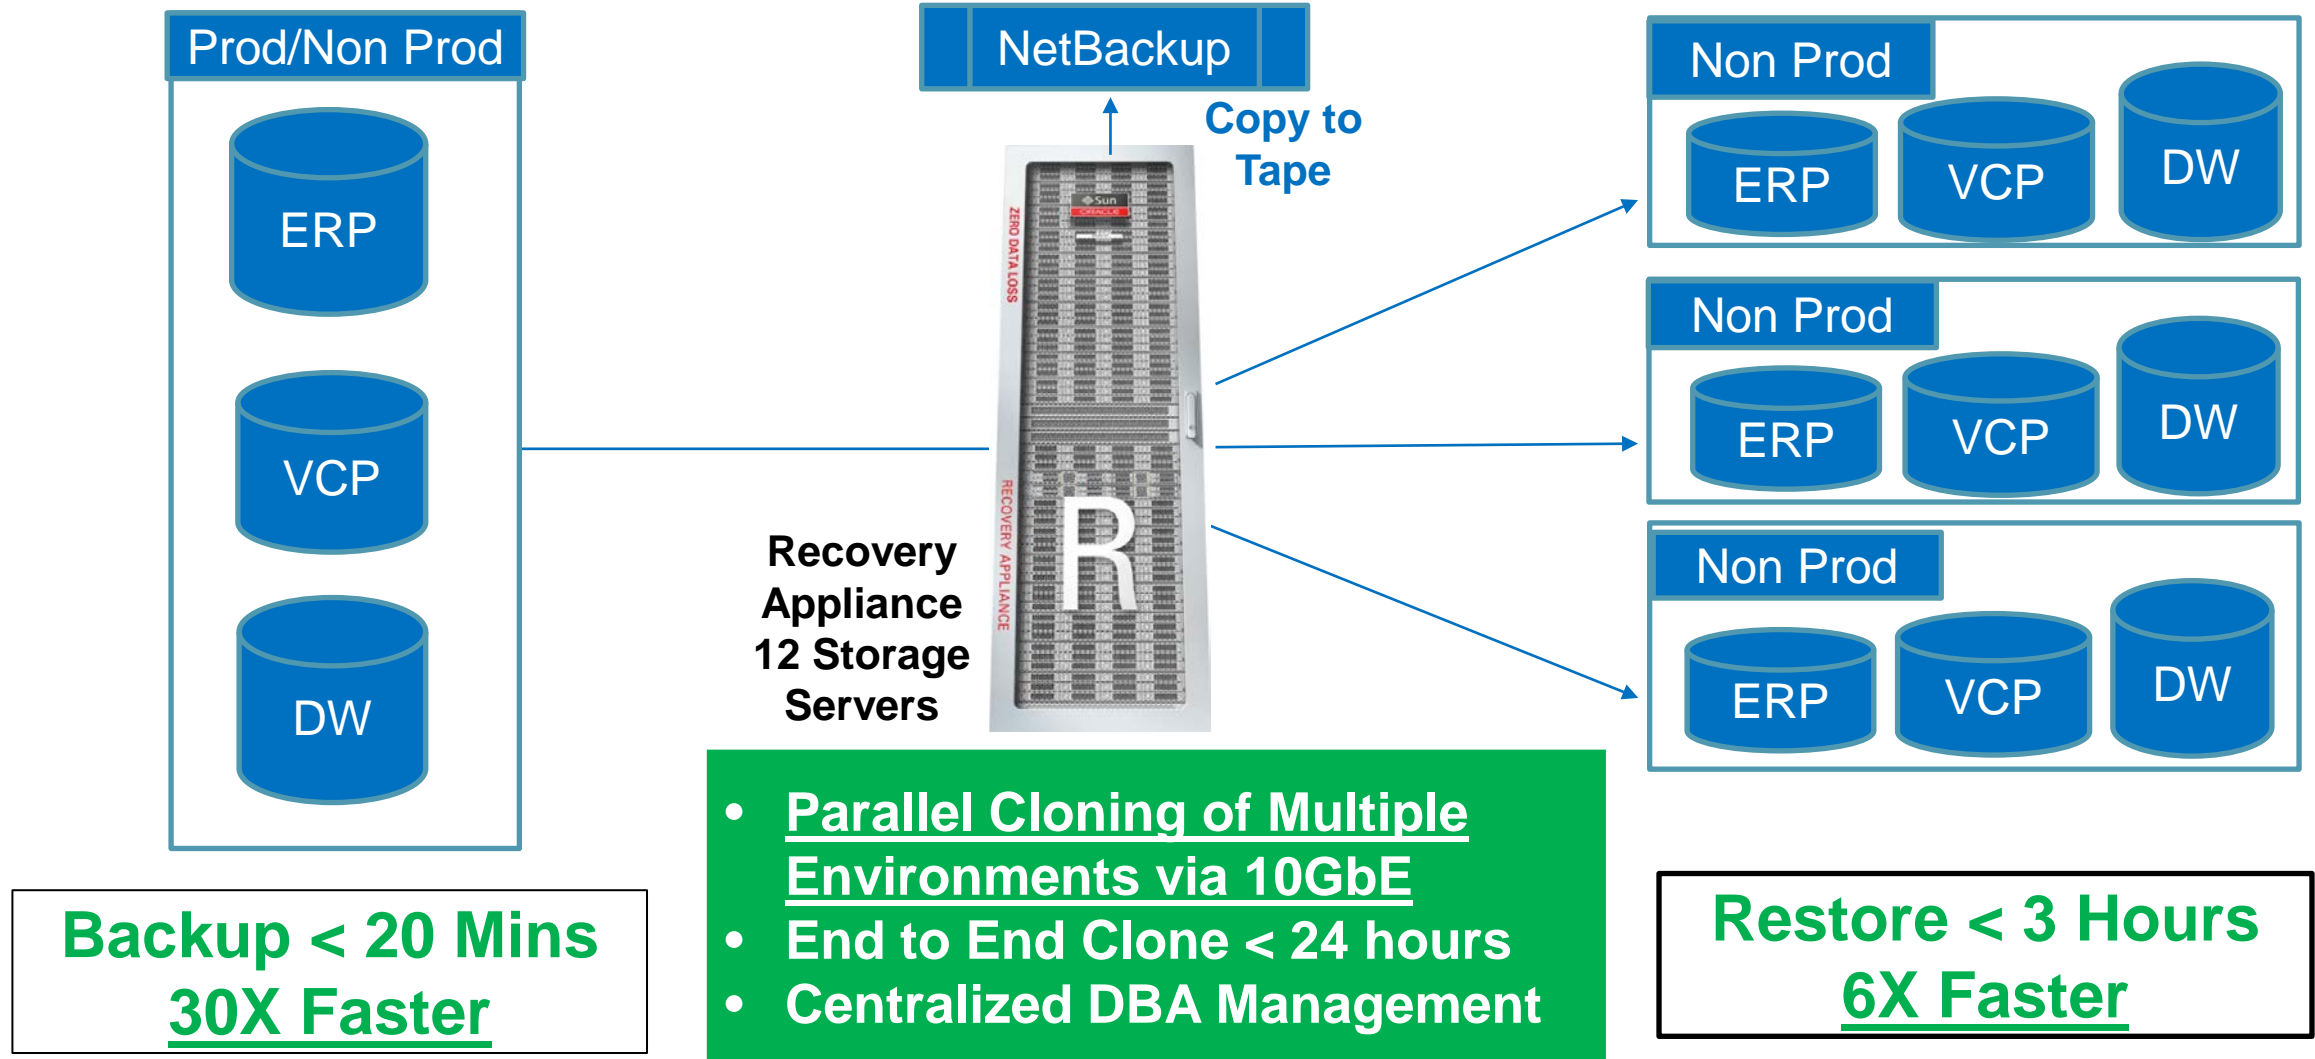 Prod/Non Prod
ERP
VCP
DW
Backup < 20 Mins
30X Faster
NetBackup
Copy to
Tape
Sun
ORACLE
ZERO DATA LOSS
RECOVERY APPLIANCE
R
Recovery
Appliance
12 Storage
Servers
• Parallel Cloning of Multiple
Environments via 10GbE
• End to End Clone < 24 hours
• Centralized DBA Management
Non Prod
ERP
VCP
DW
Non Prod
ERP
VCP
DW
Non Prod
ERP
VCP
DW
Restore < 3 Hours
6X Faster